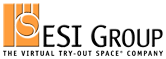 ESI GROUP
THE VIRTUAL TRY-OUT SPACE® COMPANY